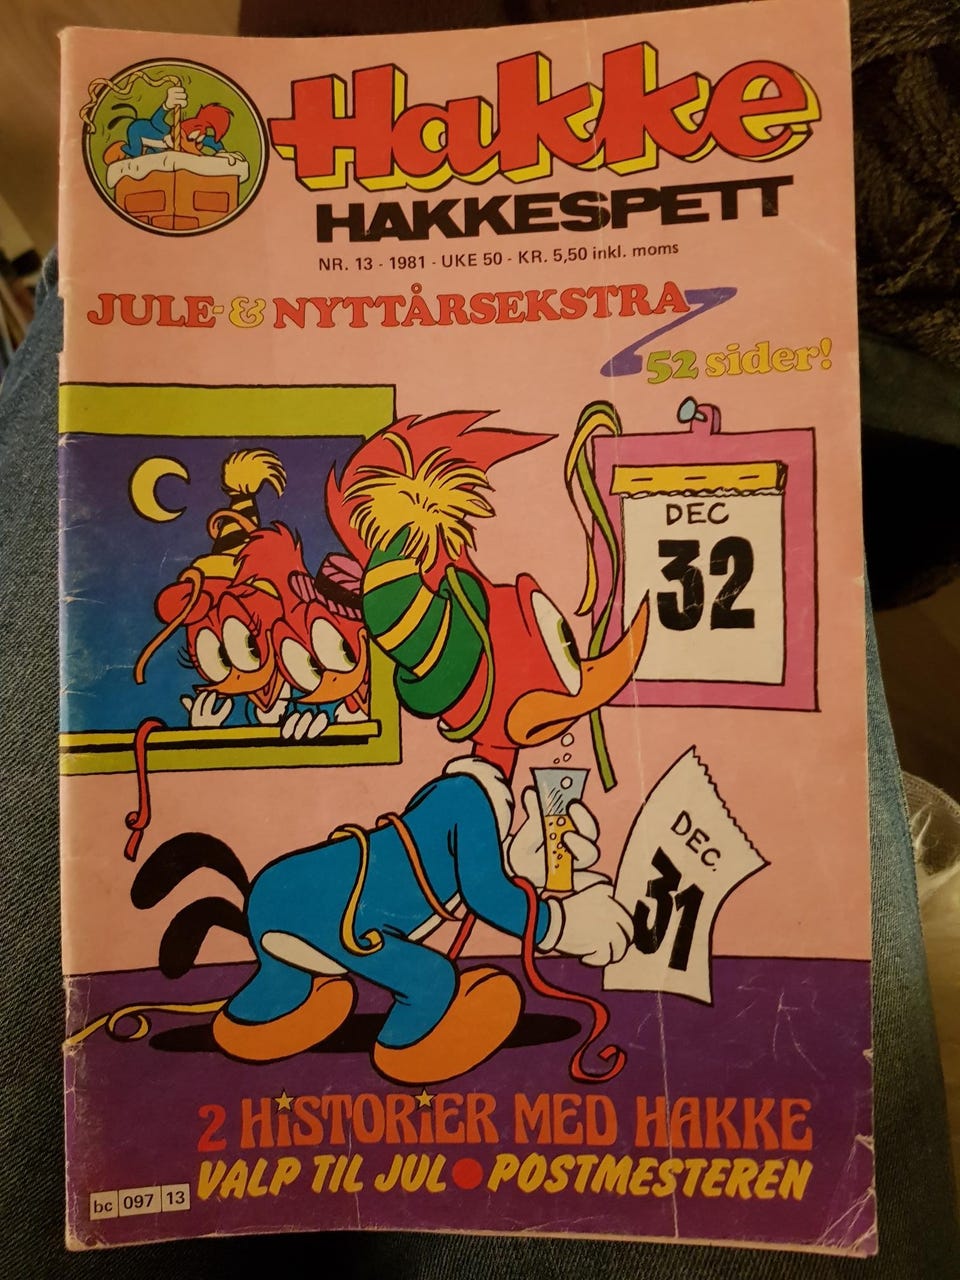 Hakke
HAKKESPETT
NR. 13 - 1981 - UKE 50 - KR. 5,50 inkl. moms
JULE- & NYTTÅRSEKSTRA
52 sider!
DEC
32
DEC.
31
2 HiSTORiER MED HAKKE
VALP TIL JUL • POSTMESTEREN
bc 097 13